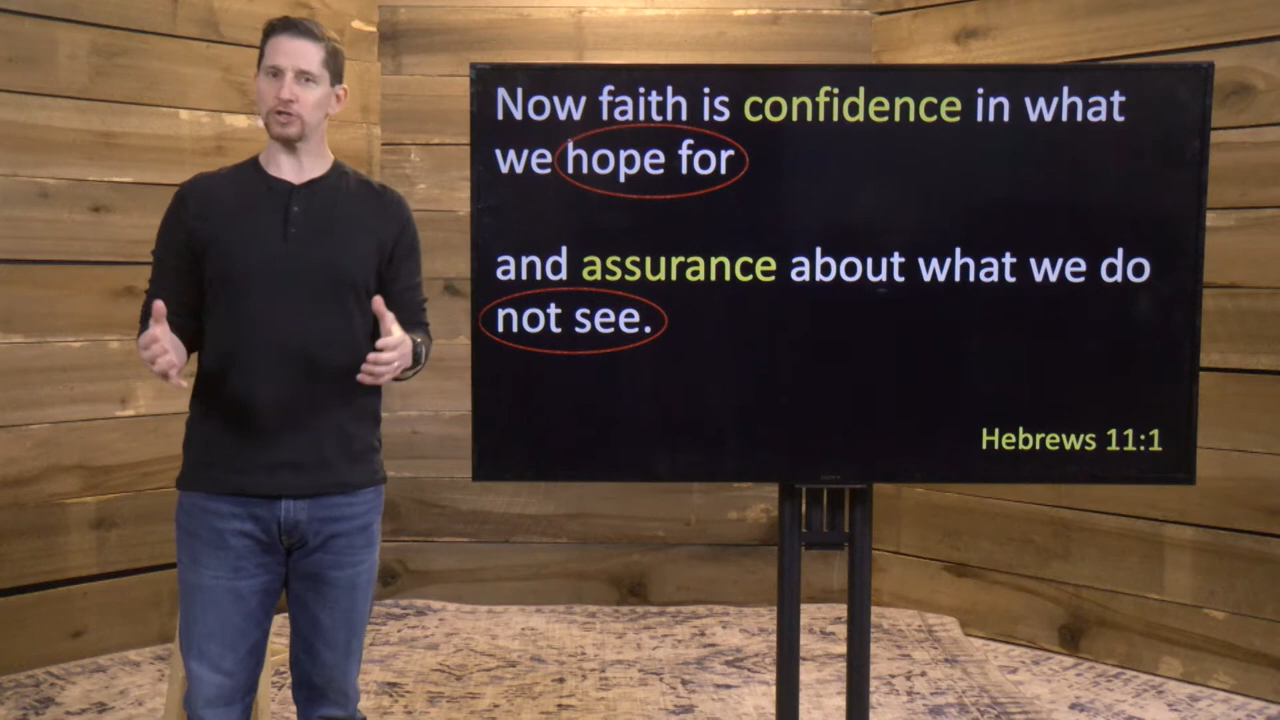 Now faith is confidence in what
we hope for
and assurance about what we do
not see.
Hebrews 11:1